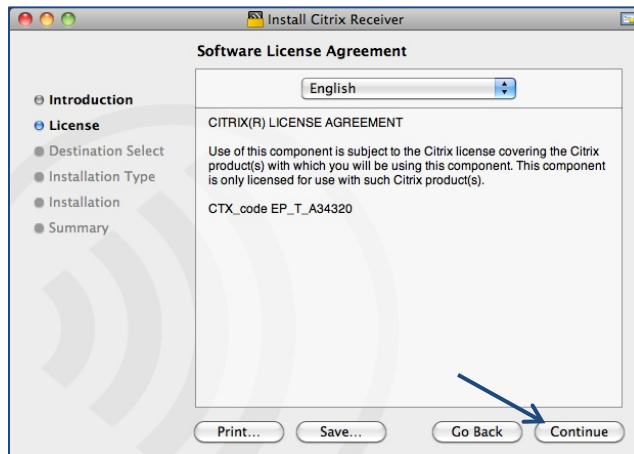 Install Citrix Receiver
Software License Agreement
English
Introduction
License
Destination Select
Installation Type
Installation
Summary
CITRIX(R) LICENSE AGREEMENT
Use of this component is subject to the Citrix license covering the Citrix
product(s) with which you will be using this component. This component
is only licensed for use with such Citrix product(s).
CTX_code EP_T_A34320
Print... Save... Go Back Continue